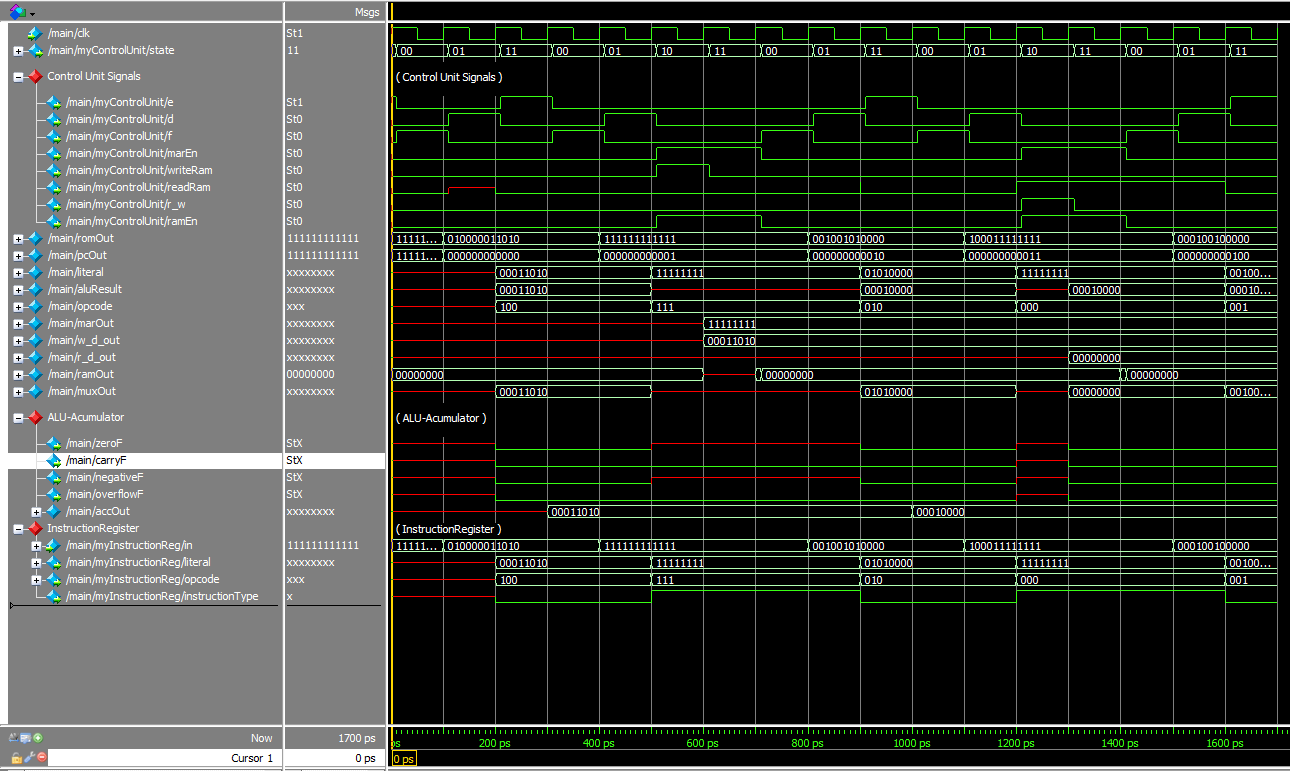 Msgs
/main/clk St1
/main/myControlUnit/state 11 00 01 11 00 01 10 11 00 01 11 00 01 10 11 00 01 11
Control Unit Signals ( Control Unit Signals )
/main/myControlUnit/e St1
/main/myControlUnit/d St0
/main/myControlUnit/f St0
/main/myControlUnit/marEn St0
/main/myControlUnit/writeRam St0
/main/myControlUnit/readRam St0
/main/myControlUnit/r_w St0
/main/myControlUnit/ramEn St0
/main/romOut 111111111111 11111... 010000011010 111111111111 001001010000 100011111111 000100100000
/main/pcOut 111111111111 11111... 000000000000 000000000001 000000000010 000000000011 000000000100
/main/literal xxxxxxxx 00011010 11111111 01010000 11111111 00100...
/main/aluResult xxxxxxxx 00011010 00010000 00010000 00010...
/main/opcode xxx 100 111 010 000 001
/main/marOut xxxxxxxx 11111111
/main/w_d_out xxxxxxxx 00011010
/main/r_d_out xxxxxxxx 00000000
/main/ramOut 00000000 00000000 00000000 00000000
/main/muxOut xxxxxxxx 00011010 01010000 00000000 00100...
ALU-Acumulator ( ALU-Acumulator )
/main/zeroF StX
/main/carryF StX
/main/negativeF StX
/main/overflowF StX
/main/accOut xxxxxxxx 00011010 00010000
InstructionRegister ( InstructionRegister )
/main/myInstructionReg/in 111111111111 11111... 010000011010 111111111111 001001010000 100011111111 000100100000
/main/myInstructionReg/literal xxxxxxxx 00011010 11111111 01010000 11111111 00100...
/main/myInstructionReg/opcode xxx 100 111 010 000 001
/main/myInstructionReg/instructionType x
Now 1700 ps ps 200 ps 400 ps 600 ps 800 ps 1000 ps 1200 ps 1400 ps 1600 ps
Cursor 1 0 ps 0 ps